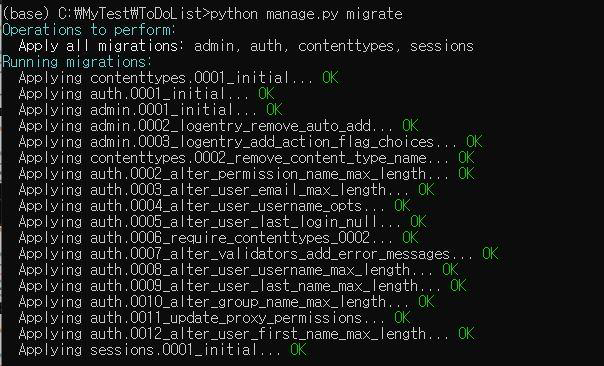 (base) C:₩MyTest₩ToDoList>python manage.py migrate
Operations to perform:
Apply all migrations: admin, auth, contenttypes, sessions
Running migrations:
Applying contenttypes.0001_initial... OK
Applying auth.0001_initial... OK
Applying admin.0001_initial... OK
Applying admin.0002_logentry_remove_auto_add... OK
Applying admin.0003_logentry_add_action_flag_choices... OK
Applying contenttypes.0002_remove_content_type_name... OK
Applying auth.0002_alter_permission_name_max_length... OK
Applying auth.0003_alter_user_email_max_length... OK
Applying auth.0004_alter_user_username_opts... OK
Applying auth.0005_alter_user_last_login_null... OK
Applying auth.0006_require_contenttypes_0002... OK
Applying auth.0007_alter_validators_add_error_messages... OK
Applying auth.0008_alter_user_username_max_length... OK
Applying auth.0009_alter_user_last_name_max_length... OK
Applying auth.0010_alter_group_name_max_length... OK
Applying auth.0011_update_proxy_permissions... OK
Applying auth.0012_alter_user_first_name_max_length... OK
Applying sessions.0001_initial... OK